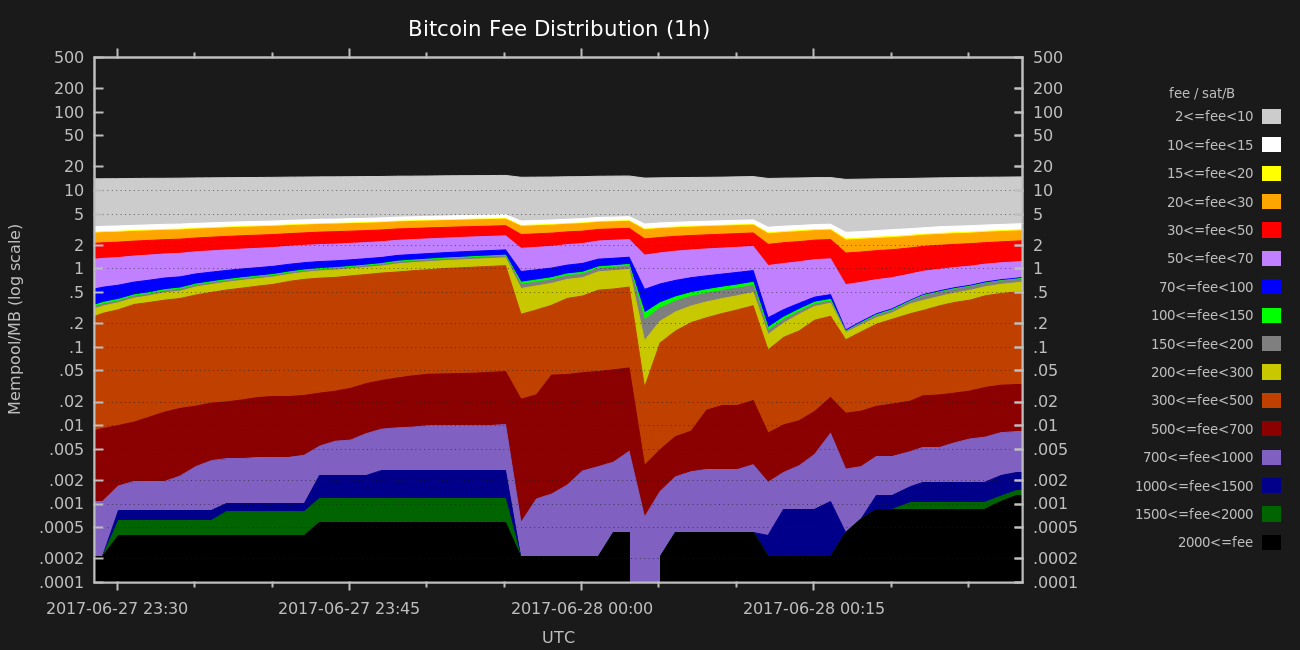 Bitcoin Fee Distribution (1h)
Mempool/MB (log scale)
500
200
100
50
20
10
5
2
1
.5
.2
.1
.05
.02
.01
.005
.002
.001
.0005
.0002
.0001
500
200
100
50
20
10
5
2
1
.5
.2
.1
.05
.02
.01
.005
.002
.001
.0005
.0002
.0001
2017-06-27 23:30
2017-06-27 23:45
2017-06-28 00:00
2017-06-28 00:15
UTC
fee / sat/B
2<=fee<10
10<=fee<15
15<=fee<20
20<=fee<30
30<=fee<50
50<=fee<70
70<=fee<100
100<=fee<150
150<=fee<200
200<=fee<300
300<=fee<500
500<=fee<700
700<=fee<1000
1000<=fee<1500
1500<=fee<2000
2000<=fee